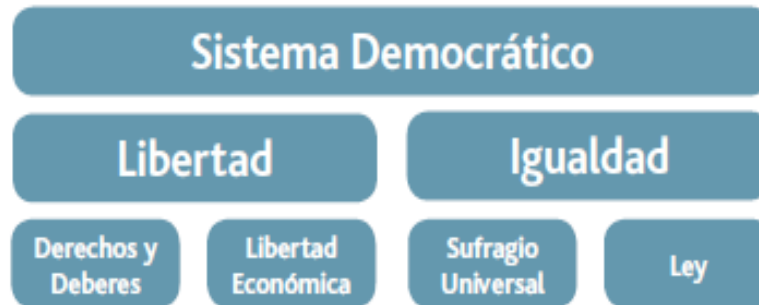 Sistema Democrático
Libertad
Igualdad
Derechos y
Deberes
Libertad
Económica
Sufragio
Universal
Ley